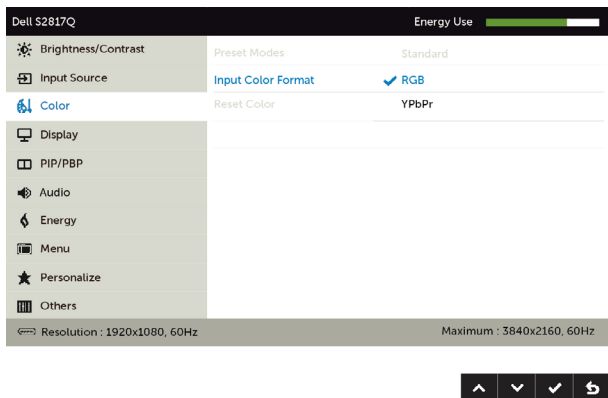 Dell S2817Q Energy Use
Brightness/Contrast Preset Modes Standard
Input Source Input Color Format RGB
Color Reset Color YPbPr
Display
PIP/PBP
Audio
Energy
Menu
Personalize
Others
Resolution : 1920x1080, 60Hz Maximum : 3840x2160, 60Hz